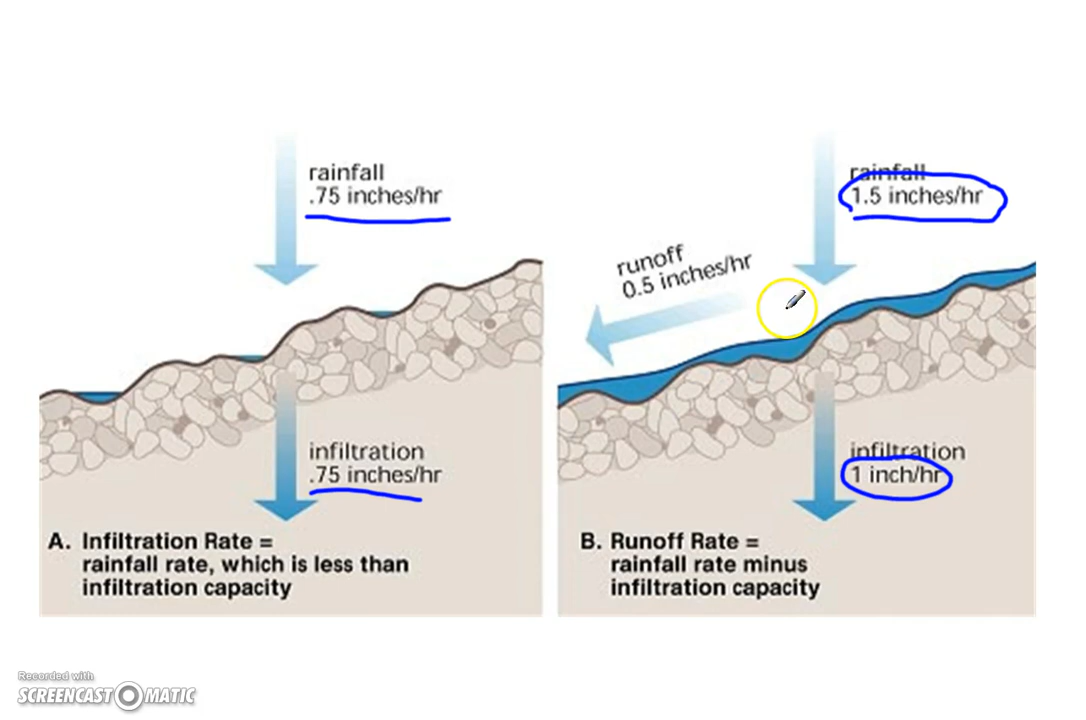 rainfall
.75 inches/hr
infiltration
.75 inches/hr
A. Infiltration Rate =
rainfall rate, which is less than
infiltration capacity
rainfall
1.5 inches/hr
runoff
0.5 inches/hr
infiltration
1 inch/hr
B. Runoff Rate =
rainfall rate minus
infiltration capacity
Recorded with
SCREENCAST-O-MATIC